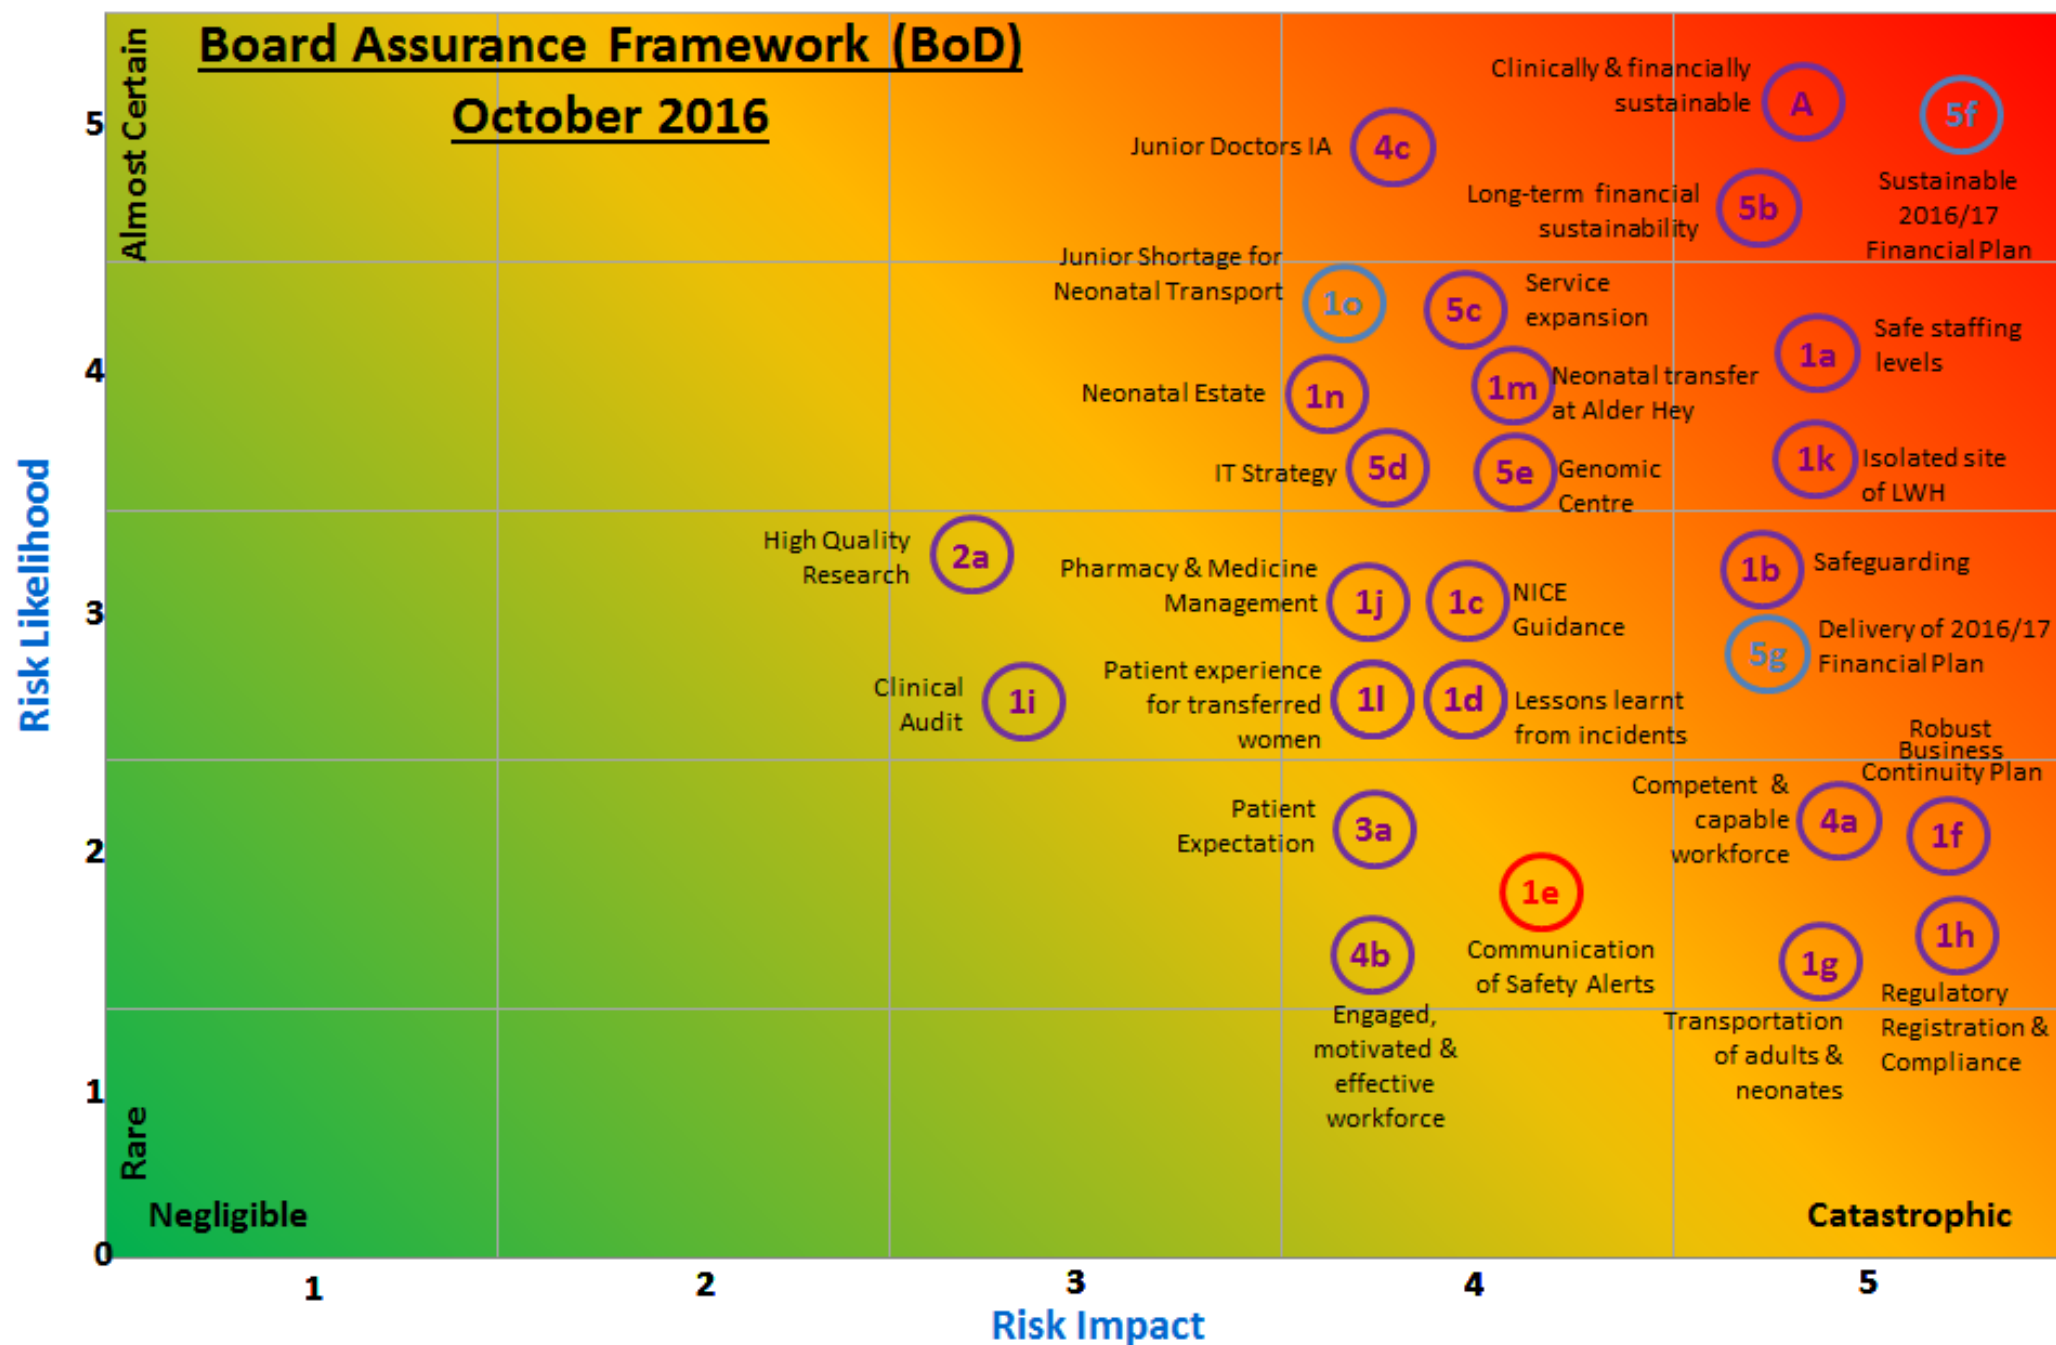 Board Assurance Framework (BoD)
October 2016
Almost Certain
Rare
Risk Likelihood
5
4
3
2
1
0
Clinically & financially
sustainable
A
5f
Sustainable
2016/17
Financial Plan
Junior Doctors IA
4c
Long-term financial
sustainability
5b
Junior Shortage for
Neonatal Transport
1o
5c
Service
expansion
1a
Safe staffing
levels
Neonatal Estate
1n
1m
Neonatal transfer
at Alder Hey
IT Strategy
5d
5e
Genomic
Centre
1k
Isolated site
of LWH
High Quality
Research
2a
Pharmacy & Medicine
Management
1j
1c
NICE
Guidance
1b
Safeguarding
5g
Delivery of 2016/17
Financial Plan
Clinical
Audit
1i
Patient experience
for transferred
women
1l
1d
Lessons learnt
from incidents
Robust
Business
Continuity Plan
1f
Patient
Expectation
3a
Competent &
capable
workforce
4a
1e
Communication
of Safety Alerts
4b
Engaged,
motivated &
effective
workforce
1g
Transportation
of adults &
neonates
1h
Regulatory
Registration &
Compliance
Negligible
Catastrophic
1
2
3
4
5
Risk Impact